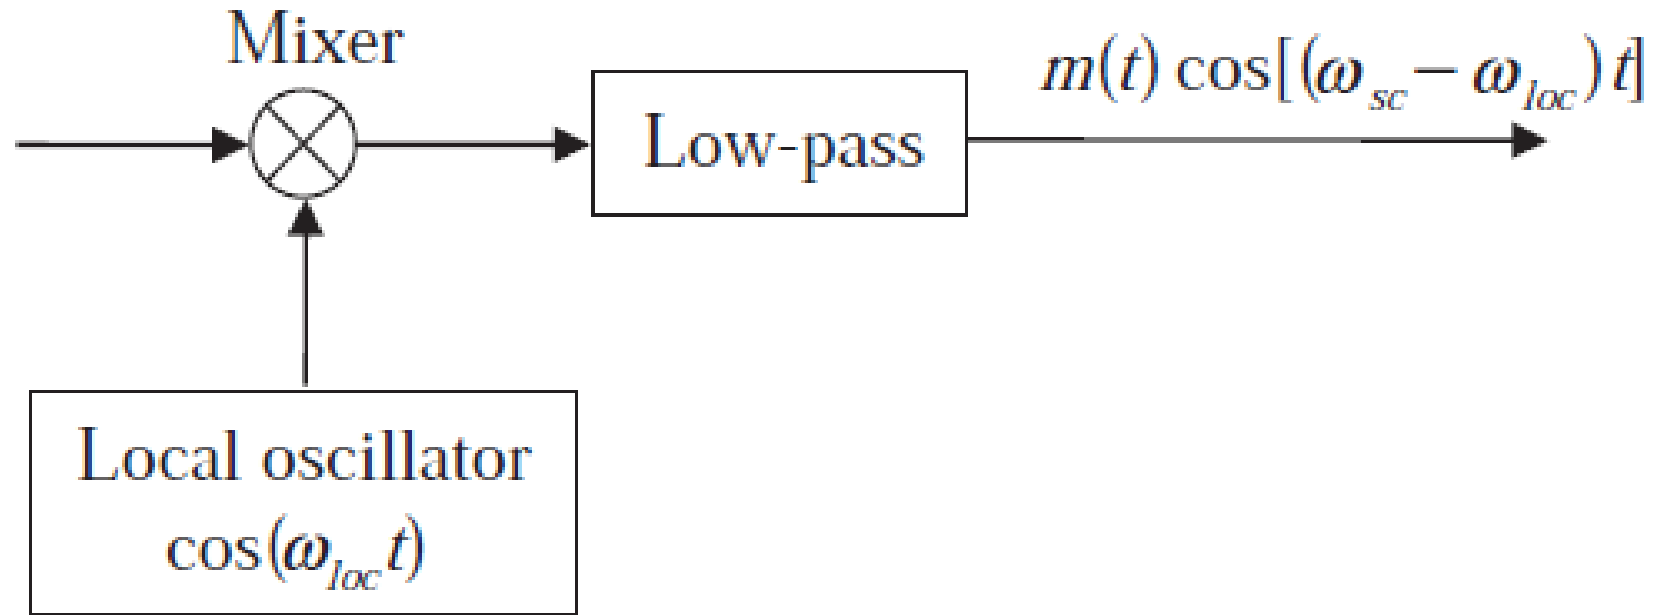 Mixer
m(t) cos[(ω_sc − ω_loc) t]
Low-pass
Local oscillator
cos(ω_loc t)